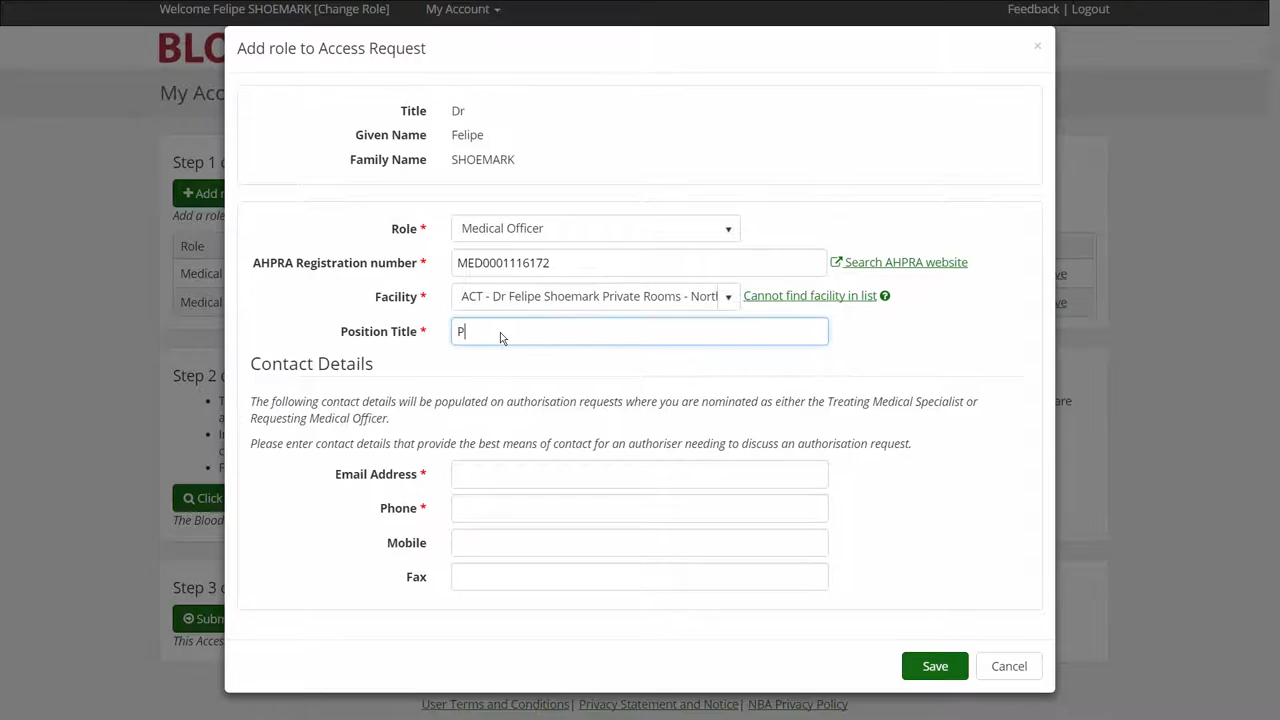 Welcome Felipe SHOEMARK [Change Role] My Account Feedback | Logout
BLO
Add role to Access Request ×
My Acc
Title Dr
Given Name Felipe
Family Name SHOEMARK
Step 1
Add
Add a role
Role
Medical
Medical
Role * Medical Officer
AHPRA Registration number * MED0001116172 Search AHPRA website
Facility * ACT - Dr Felipe Shoemark Private Rooms - Nort Cannot find facility in list
Position Title * P
Contact Details
Step 2
The following contact details will be populated on authorisation requests where you are nominated as either the Treating Medical Specialist or
Requesting Medical Officer.
Please enter contact details that provide the best means of contact for an authoriser needing to discuss an authorisation request.
Email Address *
Click
Phone *
The Blood
Mobile
Fax
Step 3
Subm
This Acces
Save Cancel
User Terms and Conditions | Privacy Statement and Notice | NBA Privacy Policy